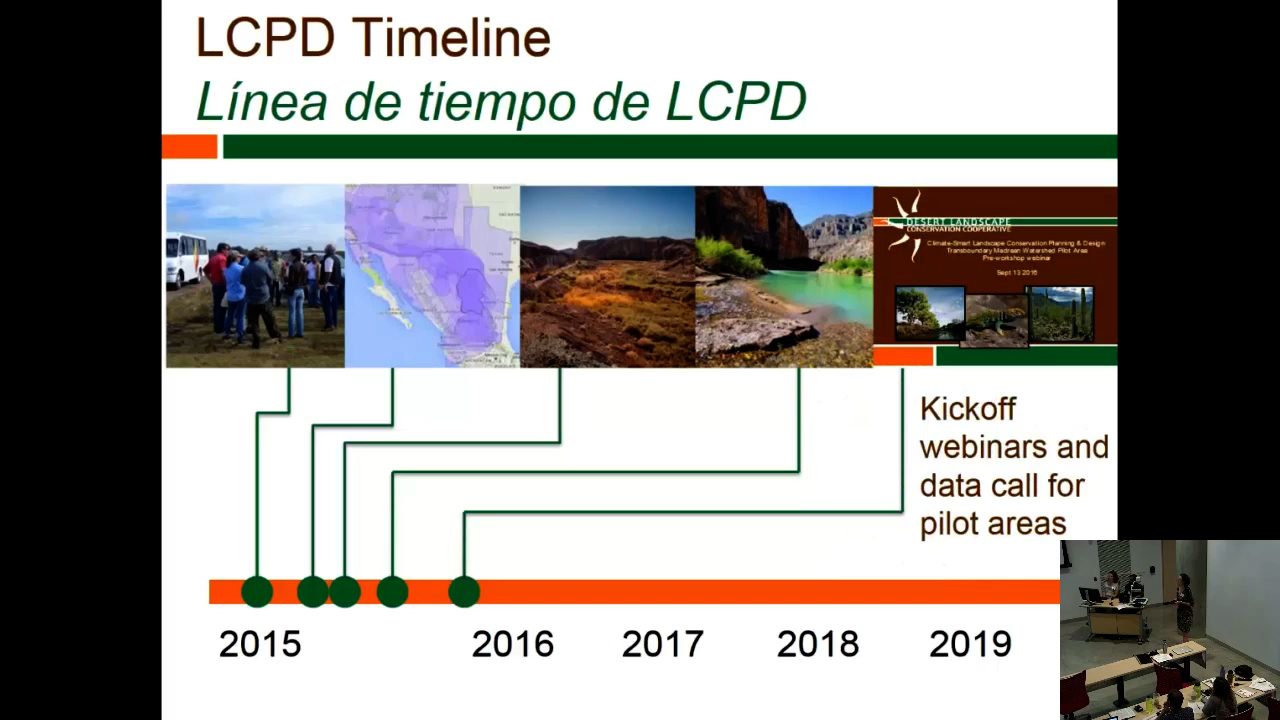 LCPD Timeline
Línea de tiempo de LCPD
DESERT LANDSCAPE
CONSERVATION COOPERATIVE
Climate-Smart Landscape Conservation Planning & Design
Transboundary Madrean Watershed Pilot Area
Pre-workshop webinar
Sept 13 2016
Kickoff
webinars and
data call for
pilot areas
2015
2016
2017
2018
2019